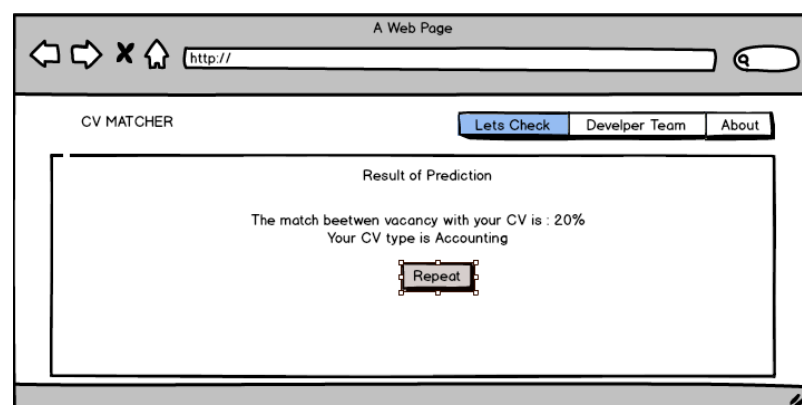 A Web Page
http://
CV MATCHER
Lets Check
Develper Team
About
Result of Prediction
The match beetwen vacancy with your CV is : 20%
Your CV type is Accounting
Repeat